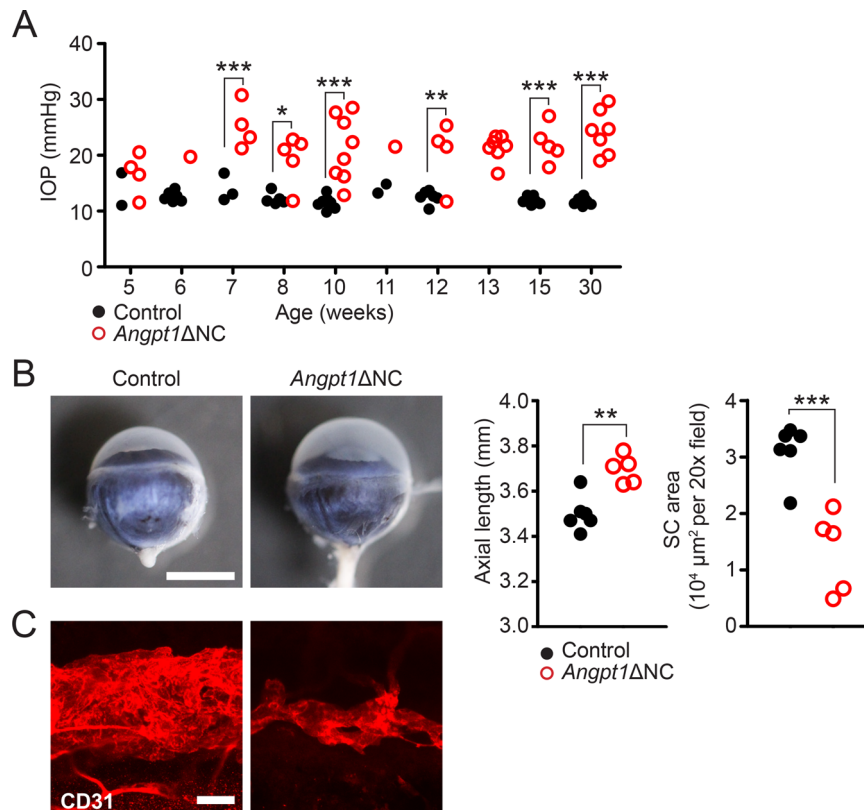 A
IOP (mmHg)
40
30
20
10
0
***
*
***
**
***
***
5 6 7 8 10 11 12 13 15 30
Age (weeks)
Control
Angpt1ΔNC
B
Control Angpt1ΔNC
Axial length (mm)
4.0
3.8
3.6
3.4
3.2
3.0
**
Control
Angpt1ΔNC
SC area
(10⁴ µm² per 20x field)
4
3
2
1
0
***
C
CD31